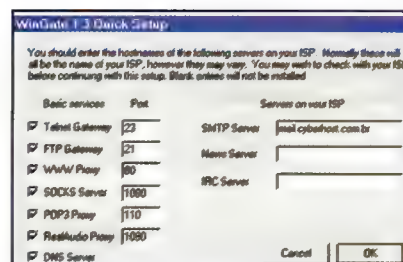 WinGate 1.3 Quick Setup
You should enter the hostnames of the following servers on your ISP. Normally these will
all be the name of your ISP, however they may vary. You may wish to check with your IS
before continuing with this setup. Blank entries will not be installed
Basic services Port Servers on your ISP
Telnet Gateway 23 SMTP Server mail.cyberhost.com.br
FTP Gateway 21 News Server
WWW Proxy 80 IRC Server
SOCKS Server 1080
POP3 Proxy 110
RealAudio Proxy 1090
DNS Server
Cancel OK